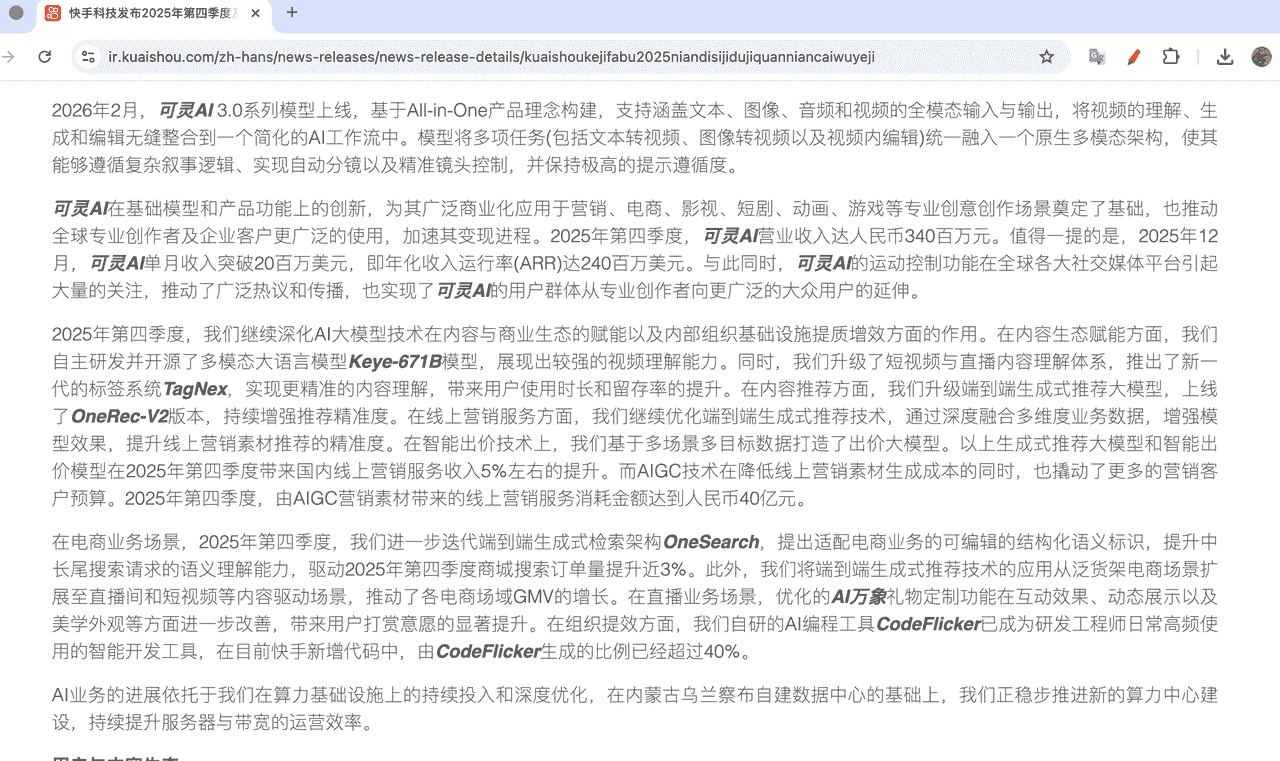 快手科技发布2025年第四季度及
ir.kuaishou.com/zh-hans/news-releases/news-release-details/kuaishoukejifabu2025niandisijidujiquanniancaiwuyeji
2026年2月，可灵AI 3.0系列模型上线，基于All-in-One产品理念构建，支持涵盖文本、图像、音频和视频的全模态输入与输出，将视频的理解、生
成和编辑无缝整合到一个简化的AI工作流中。模型将多项任务(包括文本转视频、图像转视频以及视频内编辑)统一融入一个原生多模态架构，使其
能够遵循复杂叙事逻辑、实现自动分镜以及精准镜头控制，并保持极高的提示遵循度。
可灵AI在基础模型和产品功能上的创新，为其广泛商业化应用于营销、电商、影视、短剧、动画、游戏等专业创意创作场景奠定了基础，也推动
全球专业创作者及企业客户更广泛的使用，加速其变现进程。2025年第四季度，可灵AI营业收入达人民币340百万元。值得一提的是，2025年12
月，可灵AI单月收入突破20百万美元，即年化收入运行率(ARR)达240百万美元。与此同时，可灵AI的运动控制功能在全球各大社交媒体平台引起
大量的关注，推动了广泛热议和传播，也实现了可灵AI的用户群体从专业创作者向更广泛的大众用户的延伸。
2025年第四季度，我们继续深化AI大模型技术在内容与商业生态的赋能以及内部组织基础设施提质增效方面的作用。在内容生态赋能方面，我们
自主研发并开源了多模态大语言模型Keye-671B模型，展现出较强的视频理解能力。同时，我们升级了短视频与直播内容理解体系，推出了新一
代的标签系统TagNex，实现更精准的内容理解，带来用户使用时长和留存率的提升。在内容推荐方面，我们升级端到端生成式推荐大模型，上线
了OneRec-V2版本，持续增强推荐精准度。在线上营销服务方面，我们继续优化端到端生成式推荐技术，通过深度融合多维度业务数据，增强模
型效果，提升线上营销素材推荐的精准度。在智能出价技术上，我们基于多场景多目标数据打造了出价大模型。以上生成式推荐大模型和智能出
价模型在2025年第四季度带来国内线上营销服务收入5%左右的提升。而AIGC技术在降低线上营销素材生成成本的同时，也撬动了更多的营销客
户预算。2025年第四季度，由AIGC营销素材带来的线上营销服务消耗金额达到人民币40亿元。
在电商业务场景，2025年第四季度，我们进一步迭代端到端生成式检索架构OneSearch，提出适配电商业务的可编辑的结构化语义标识，提升中
长尾搜索请求的语义理解能力，驱动2025年第四季度商城搜索订单量提升近3%。此外，我们将端到端生成式推荐技术的应用从泛货架电商场景扩
展至直播间和短视频等内容驱动场景，推动了各电商场域GMV的增长。在直播业务场景，优化的AI万象礼物定制功能在互动效果、动态展示以及
美学外观等方面进一步改善，带来用户打赏意愿的显著提升。在组织提效方面，我们自研的AI编程工具CodeFlicker已成为研发工程师日常高频使
用的智能开发工具，在目前快手新增代码中，由CodeFlicker生成的比例已经超过40%。
AI业务的进展依托于我们在算力基础设施上的持续投入和深度优化，在内蒙古乌兰察布自建数据中心的基础上，我们正稳步推进新的算力中心建
设，持续提升服务器与带宽的运营效率。